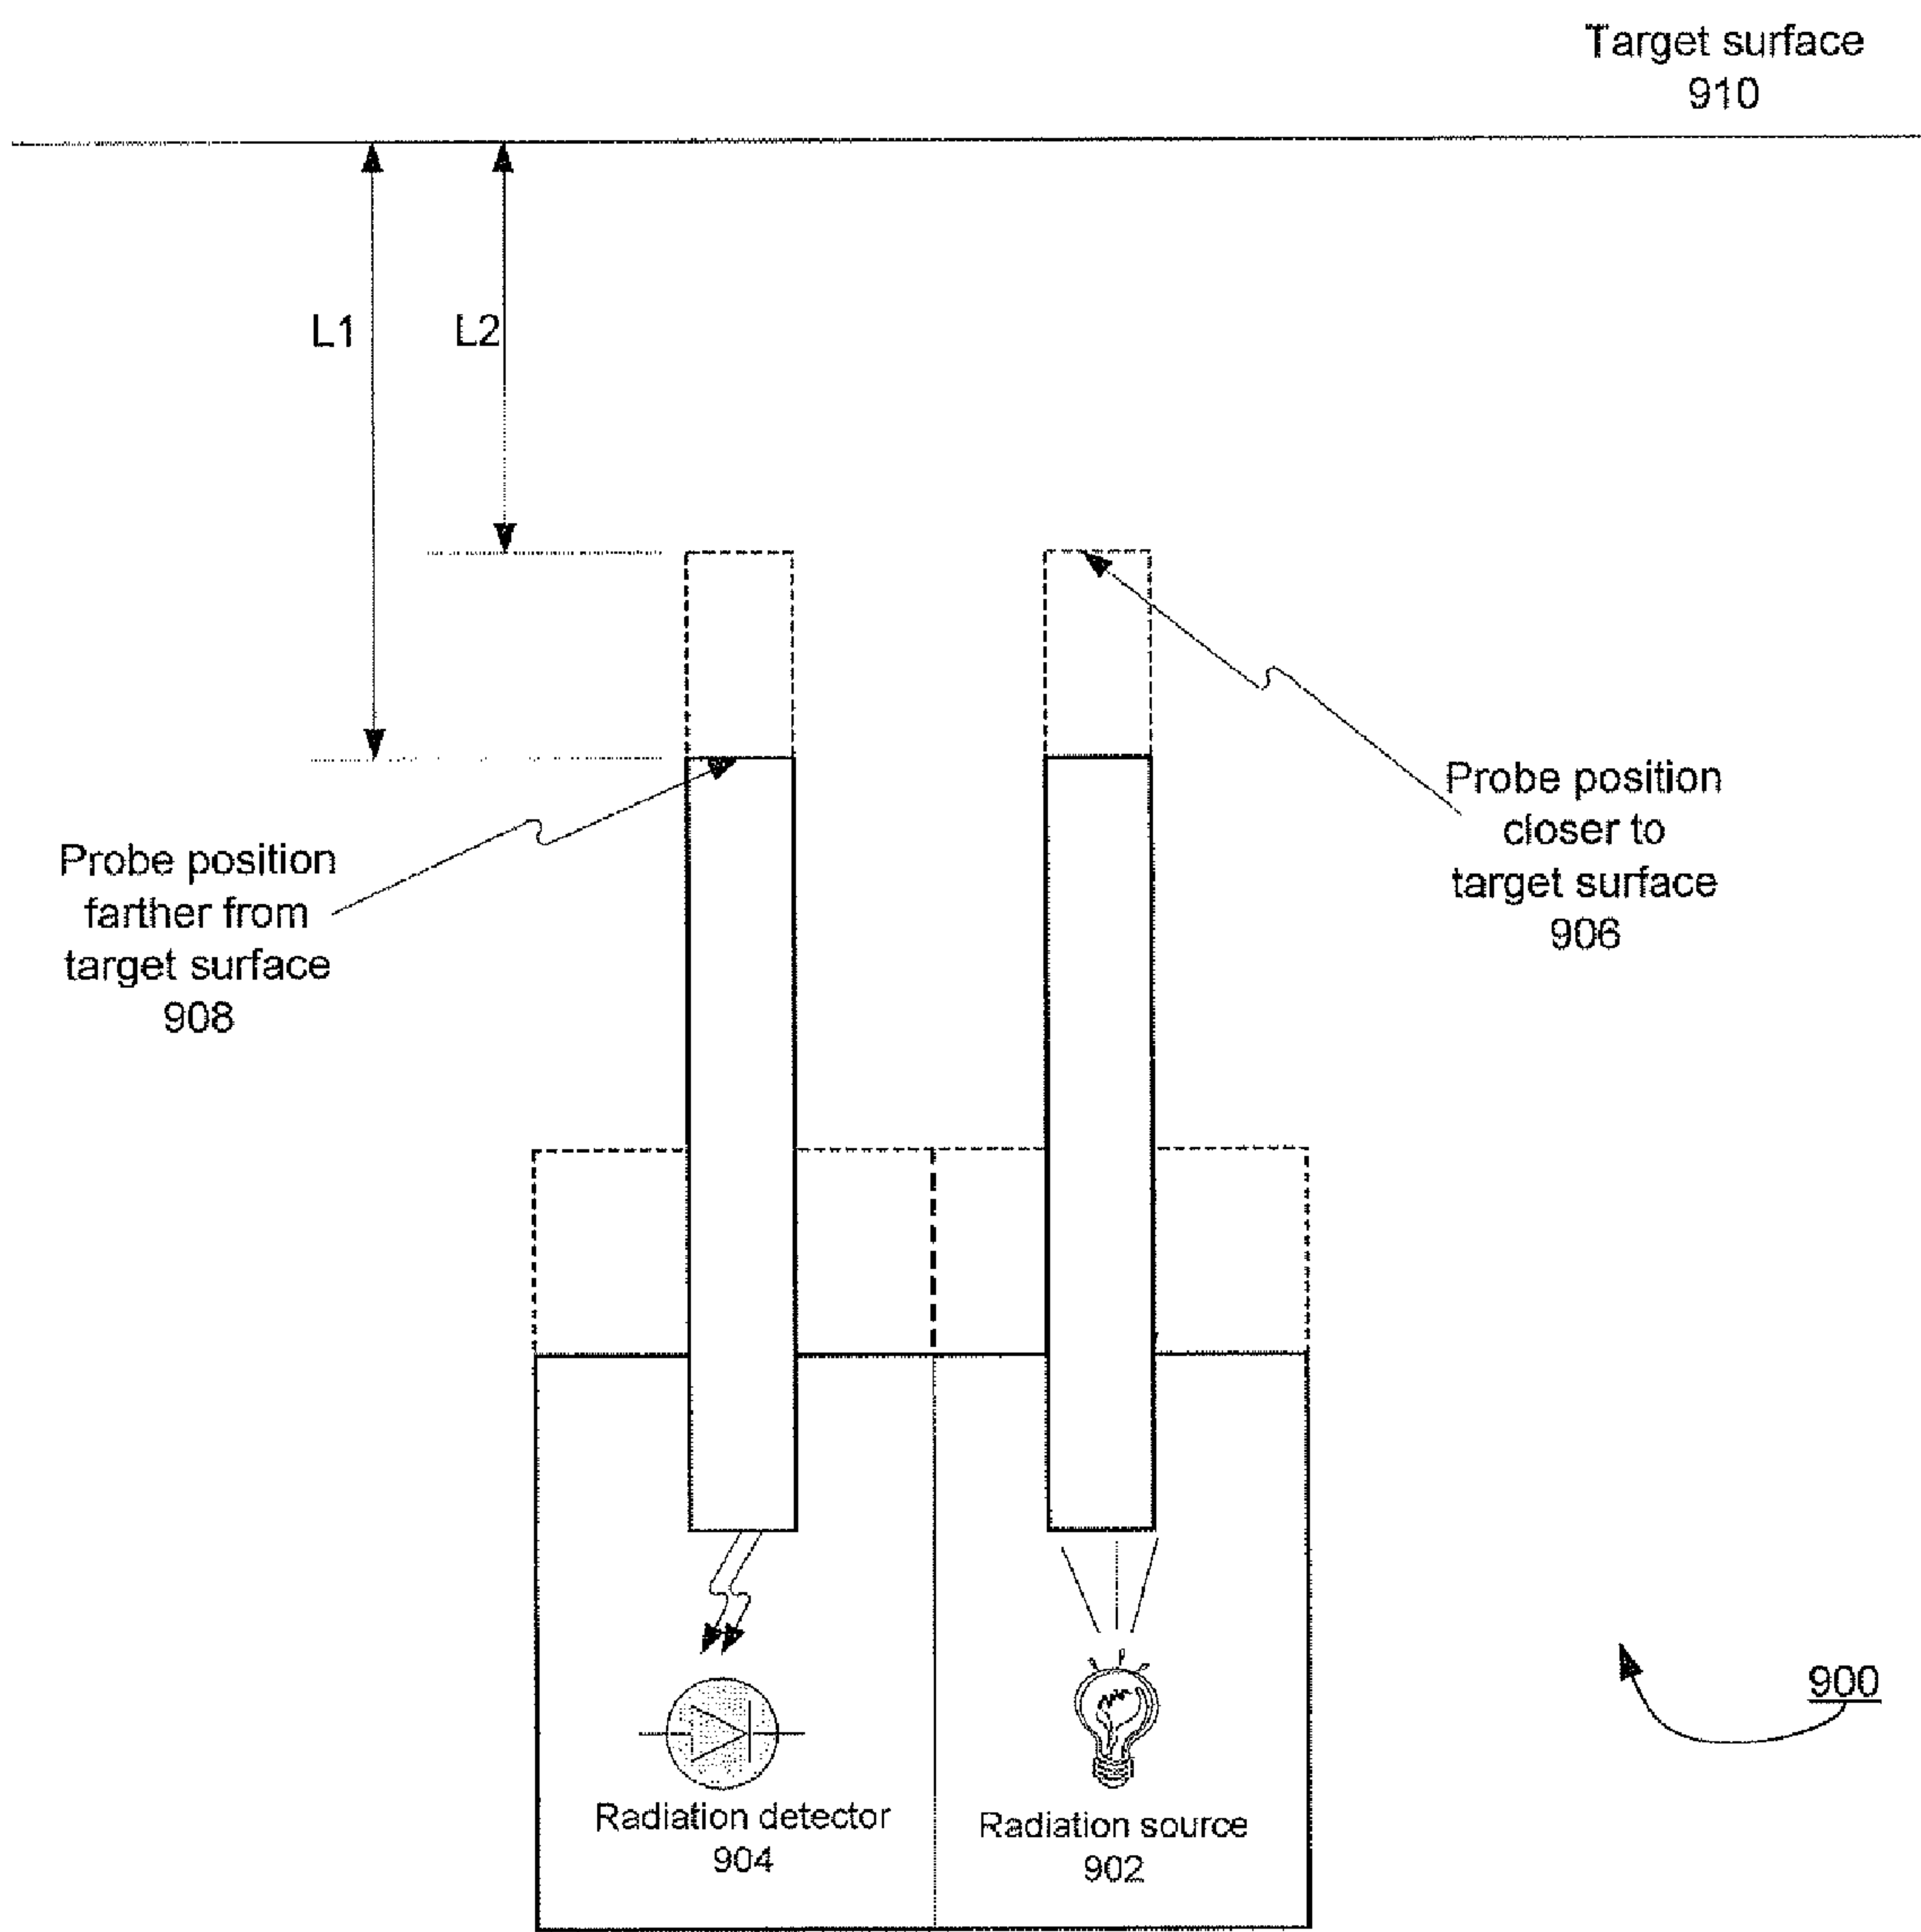 Target surface
910
L1
L2
Probe position
closer to
target surface
906
Probe position
farther from
target surface
908
900
Radiation detector
904
Radiation source
902